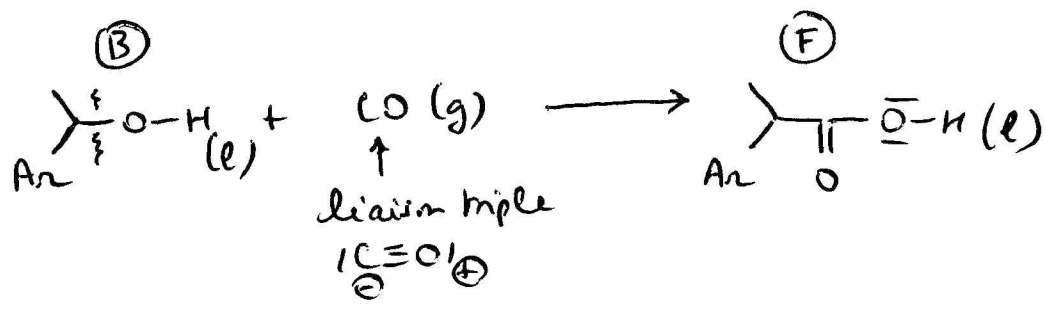 B F
O-H (l) + CO (g) → O-H (l)
Ar Ar O
liaison triple
|C≡O|
⊖ ⊕